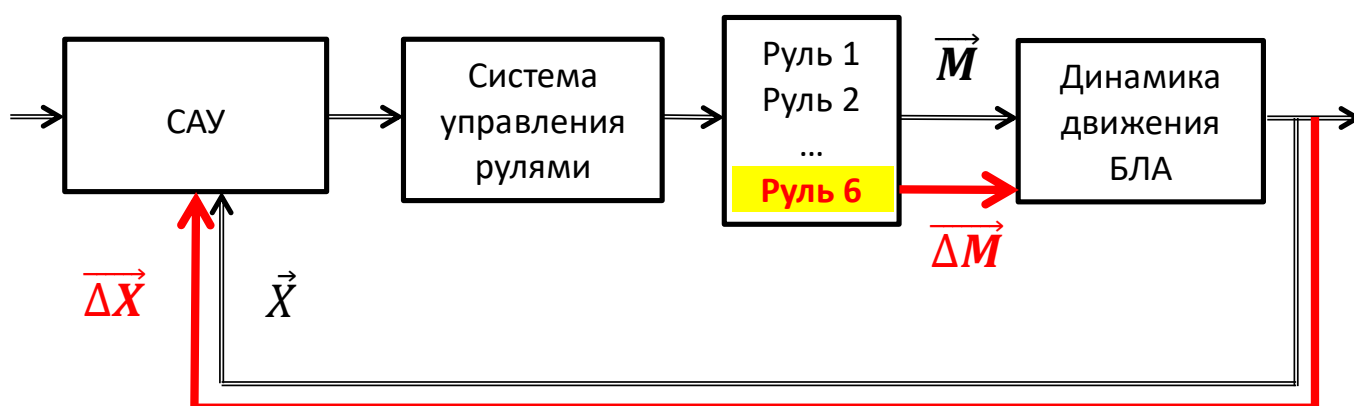 САУ
Система
управления
рулями
Руль 1
Руль 2
...
Руль 6
M
ΔM
Динамика
движения
БЛА
ΔX
X